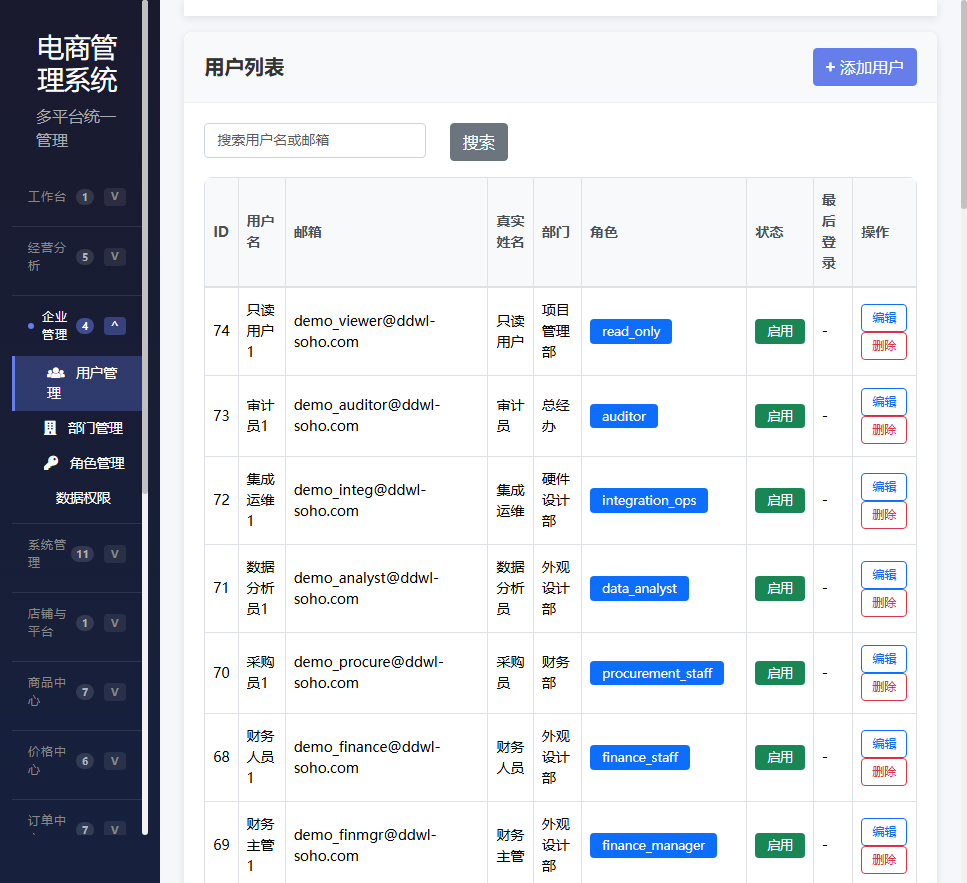 电商管
理系统
多平台统一
管理
工作台 1 V
经营分
析 5 V
企业
管理 4 ^
用户管
理
部门管理
角色管理
数据权限
系统管
理 11 V
店铺与
平台 1 V
商品中
心 7 V
价格中
心 6 V
订单中
7 V
用户列表
+ 添加用户
搜索用户名或邮箱
搜索
ID 用户
名 邮箱 真实
姓名 部门 角色 状态 最
后
登
录 操作
74 只读
用户
1 demo_viewer@ddwl-
soho.com 只读
用户 项目
管理
部 read_only 启用 - 编辑
删除
73 审计
员1 demo_auditor@ddwl-
soho.com 审计
员 总经
办 auditor 启用 - 编辑
删除
72 集成
运维
1 demo_integ@ddwl-
soho.com 集成
运维 硬件
设计
部 integration_ops 启用 - 编辑
删除
71 数据
分析
员1 demo_analyst@ddwl-
soho.com 数据
分析
员 外观
设计
部 data_analyst 启用 - 编辑
删除
70 采购
员1 demo_procure@ddwl-
soho.com 采购
员 财务
部 procurement_staff 启用 - 编辑
删除
68 财务
人员
1 demo_finance@ddwl-
soho.com 财务
人员 外观
设计
部 finance_staff 启用 - 编辑
删除
69 财务
主管
1 demo_finmgr@ddwl-
soho.com 财务
主管 外观
设计
部 finance_manager 启用 - 编辑
删除